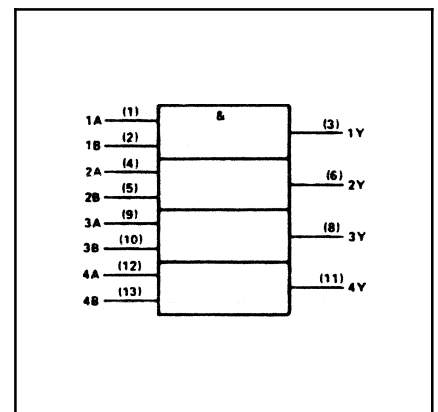 &
1A (1)
1B (2)
(3) 1Y
2A (4)
2B (5)
(6) 2Y
3A (9)
3B (10)
(8) 3Y
4A (12)
4B (13)
(11) 4Y